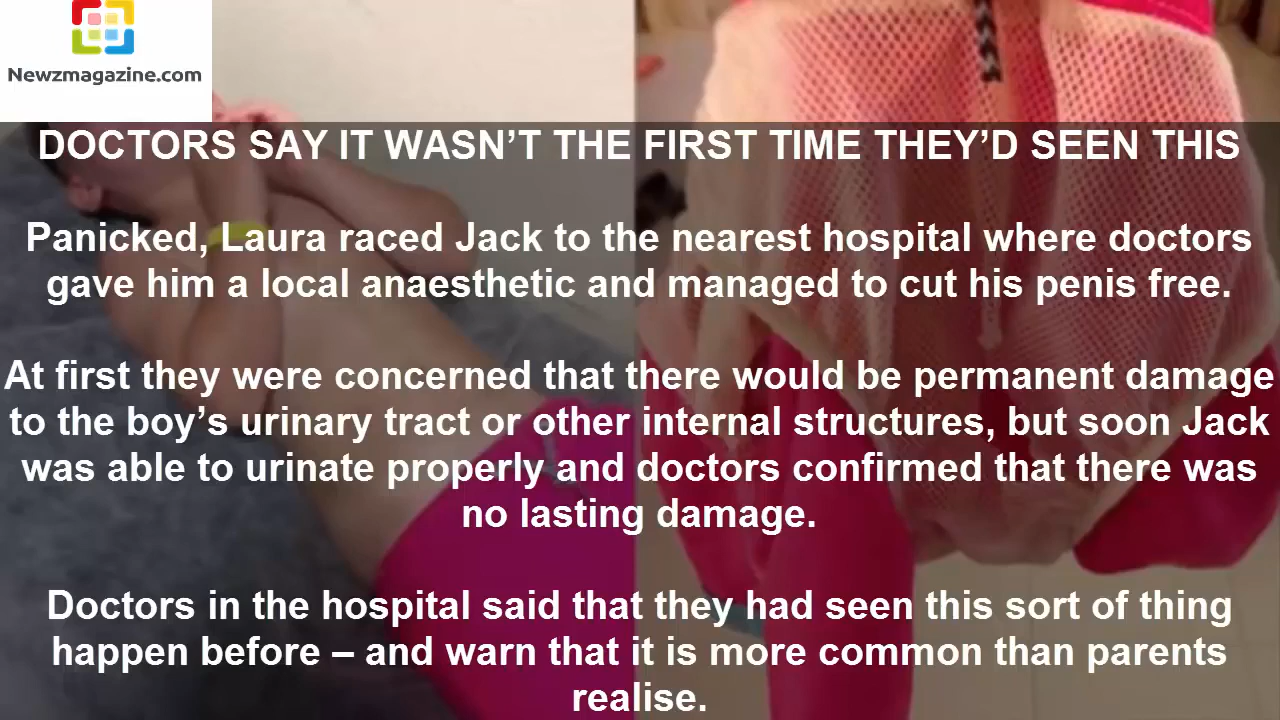 Newzmagazine.com
DOCTORS SAY IT WASN’T THE FIRST TIME THEY’D SEEN THIS
Panicked, Laura raced Jack to the nearest hospital where doctors
gave him a local anaesthetic and managed to cut his penis free.
At first they were concerned that there would be permanent damage
to the boy’s urinary tract or other internal structures, but soon Jack
was able to urinate properly and doctors confirmed that there was
no lasting damage.
Doctors in the hospital said that they had seen this sort of thing
happen before – and warn that it is more common than parents
realise.